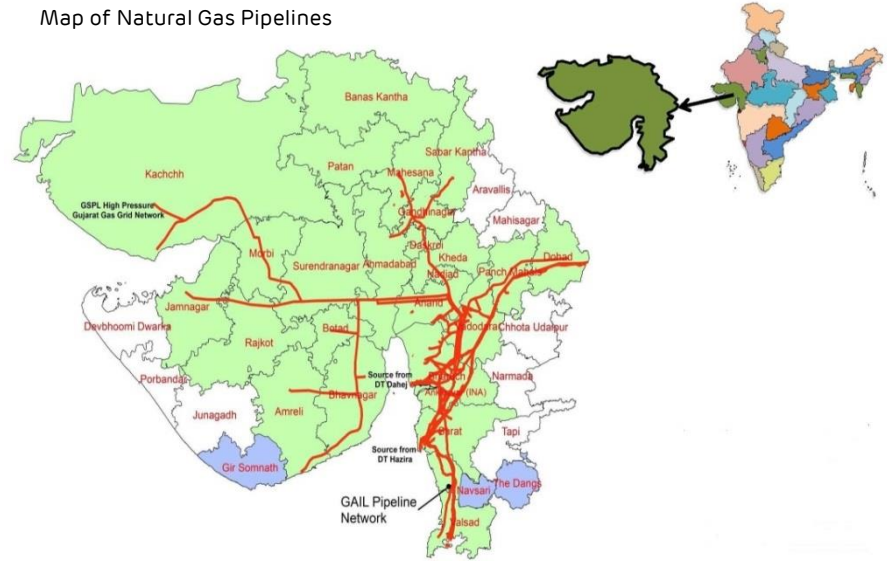 Map of Natural Gas Pipelines
Banas Kantha
Sabar Kantha
Patan
Mahesana
Kachchh
Aravallis
GSPL High Pressure
Gujarat Gas Grid Network
Gandhinagar
Mahisagar
Daskroi
Morbi
Kheda
Dohad
Surendranagar
Ahmadabad
Nadiad
Panch Mahals
Jamnagar
Anand
Devbhoomi Dwarka
Botad
Vadodara
Chhota Udaipur
Rajkot
Porbandar
Source from
DT Dahej
Bharuch
Narmada
Bhavnagar
(INA)
Junagadh
Amreli
Surat
Tapi
Source from
DT Hazira
Gir Somnath
The Dangs
Navsari
GAIL Pipeline
Network
Valsad